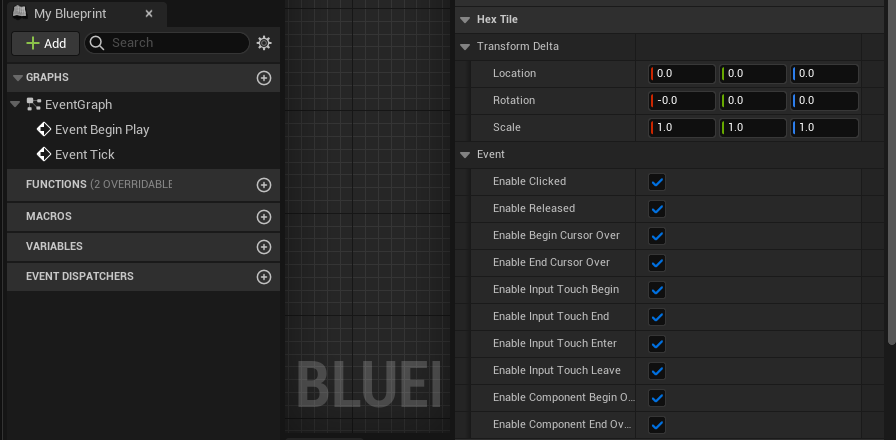 My Blueprint
Add
Search
GRAPHS
EventGraph
Event Begin Play
Event Tick
FUNCTIONS (2 OVERRIDABLE
MACROS
VARIABLES
EVENT DISPATCHERS
Hex Tile
Transform Delta
Location 0.0 0.0 0.0
Rotation -0.0 0.0 0.0
Scale 1.0 1.0 1.0
Event
Enable Clicked
Enable Released
Enable Begin Cursor Over
Enable End Cursor Over
Enable Input Touch Begin
Enable Input Touch End
Enable Input Touch Enter
Enable Input Touch Leave
Enable Component Begin O...
Enable Component End Ov...